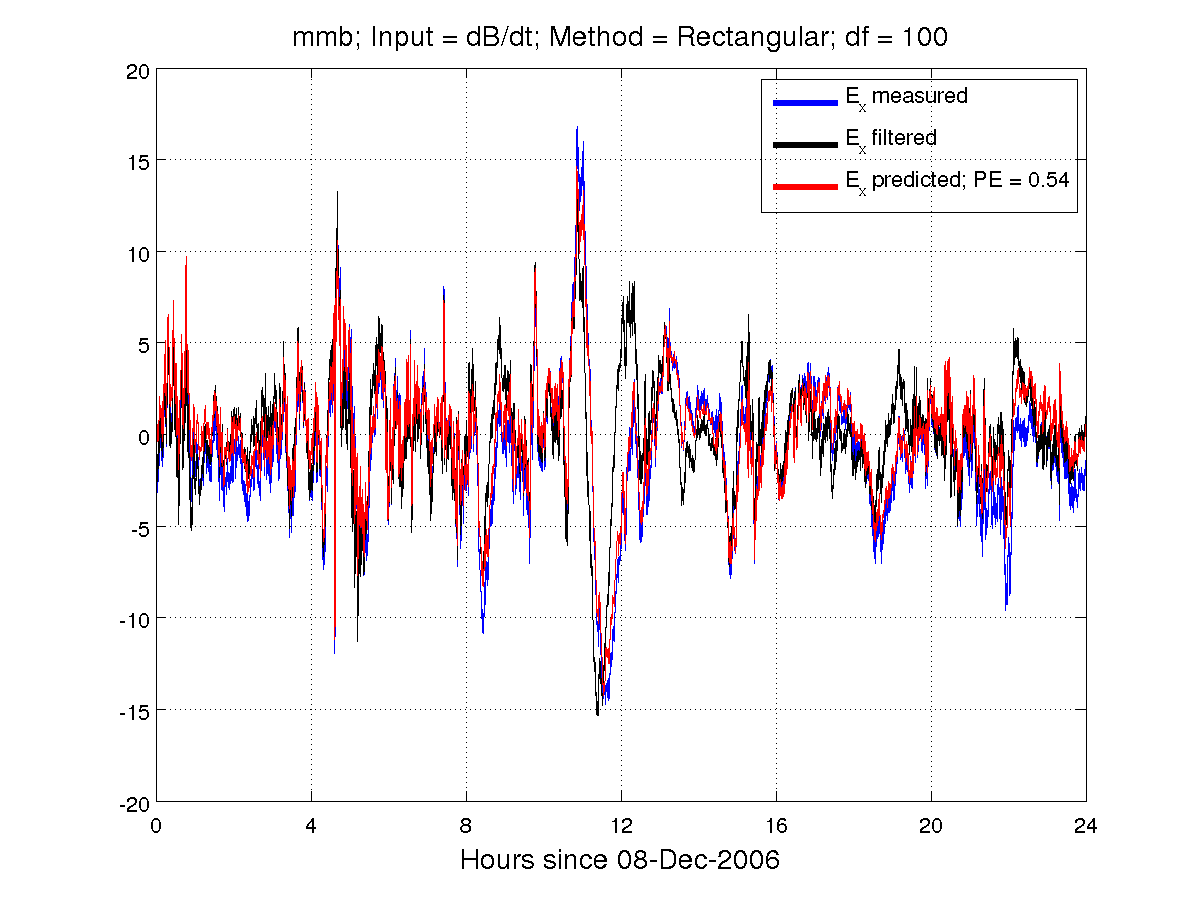 mmb; Input = dB/dt; Method = Rectangular; df = 100
20
15
10
5
0
-5
-10
-15
-20
Ex measured
Ex filtered
Ex predicted; PE = 0.54
0 4 8 12 16 20 24
Hours since 08-Dec-2006